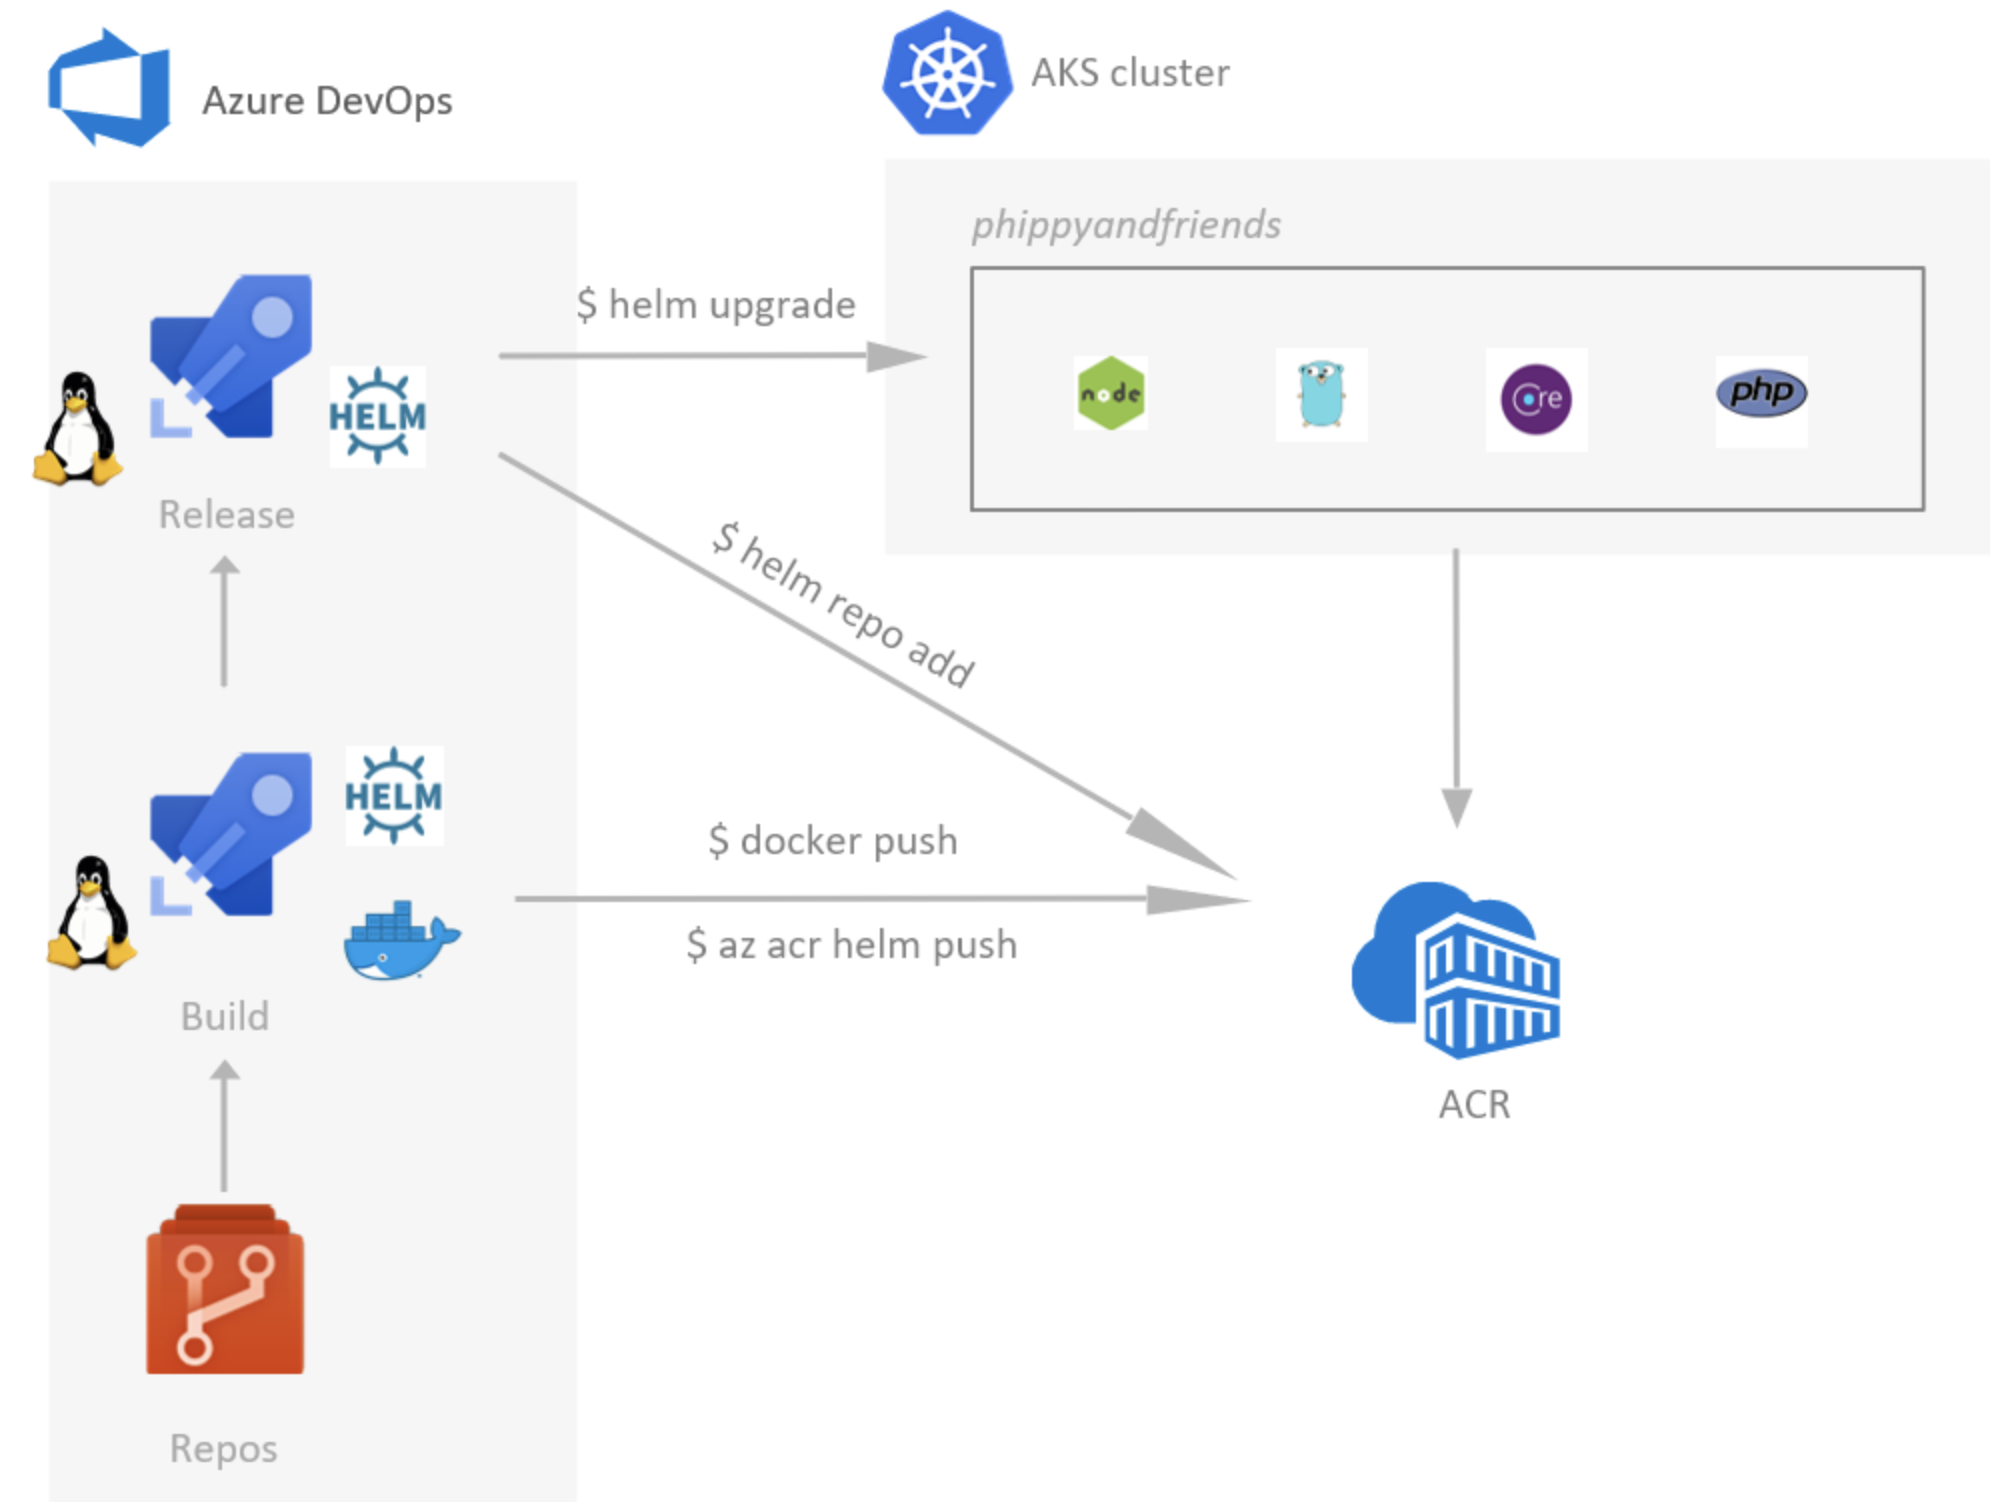 Azure DevOps
AKS cluster
phippyandfriends
$ helm upgrade
node
Core
php
HELM
Release
$ helm repo add
HELM
$ docker push
$ az acr helm push
Build
ACR
Repos